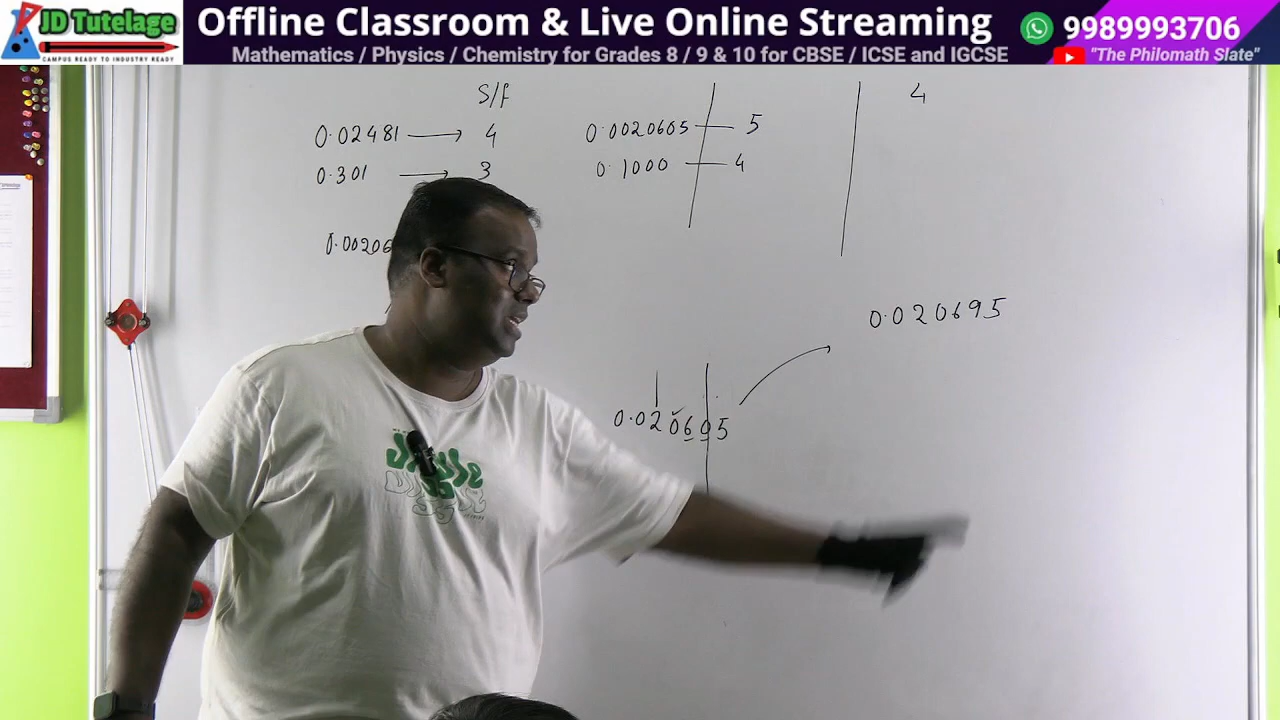 JD Tutelage
CAMPUS READY TO INDUSTRY READY
Offline Classroom & Live Online Streaming
9989993706
Mathematics / Physics / Chemistry for Grades 8 / 9 & 10 for CBSE / ICSE and IGCSE
"The Philomath Slate"
S/f
4
0.02481 → 4
0.0020605 — 5
0.301 → 3
0.1000 — 4
0.00206
0.020695
0.020605